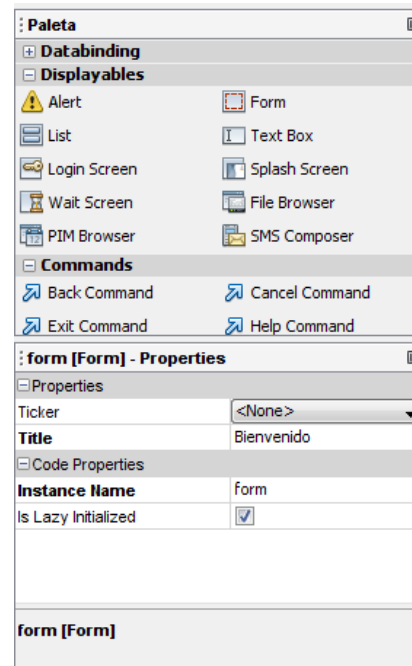 Paleta
Databinding
Displayables
Alert Form
List Text Box
Login Screen Splash Screen
Wait Screen File Browser
PIM Browser SMS Composer
Commands
Back Command Cancel Command
Exit Command Help Command
form [Form] - Properties
Properties
Ticker <None>
Title Bienvenido
Code Properties
Instance Name form
Is Lazy Initialized
form [Form]